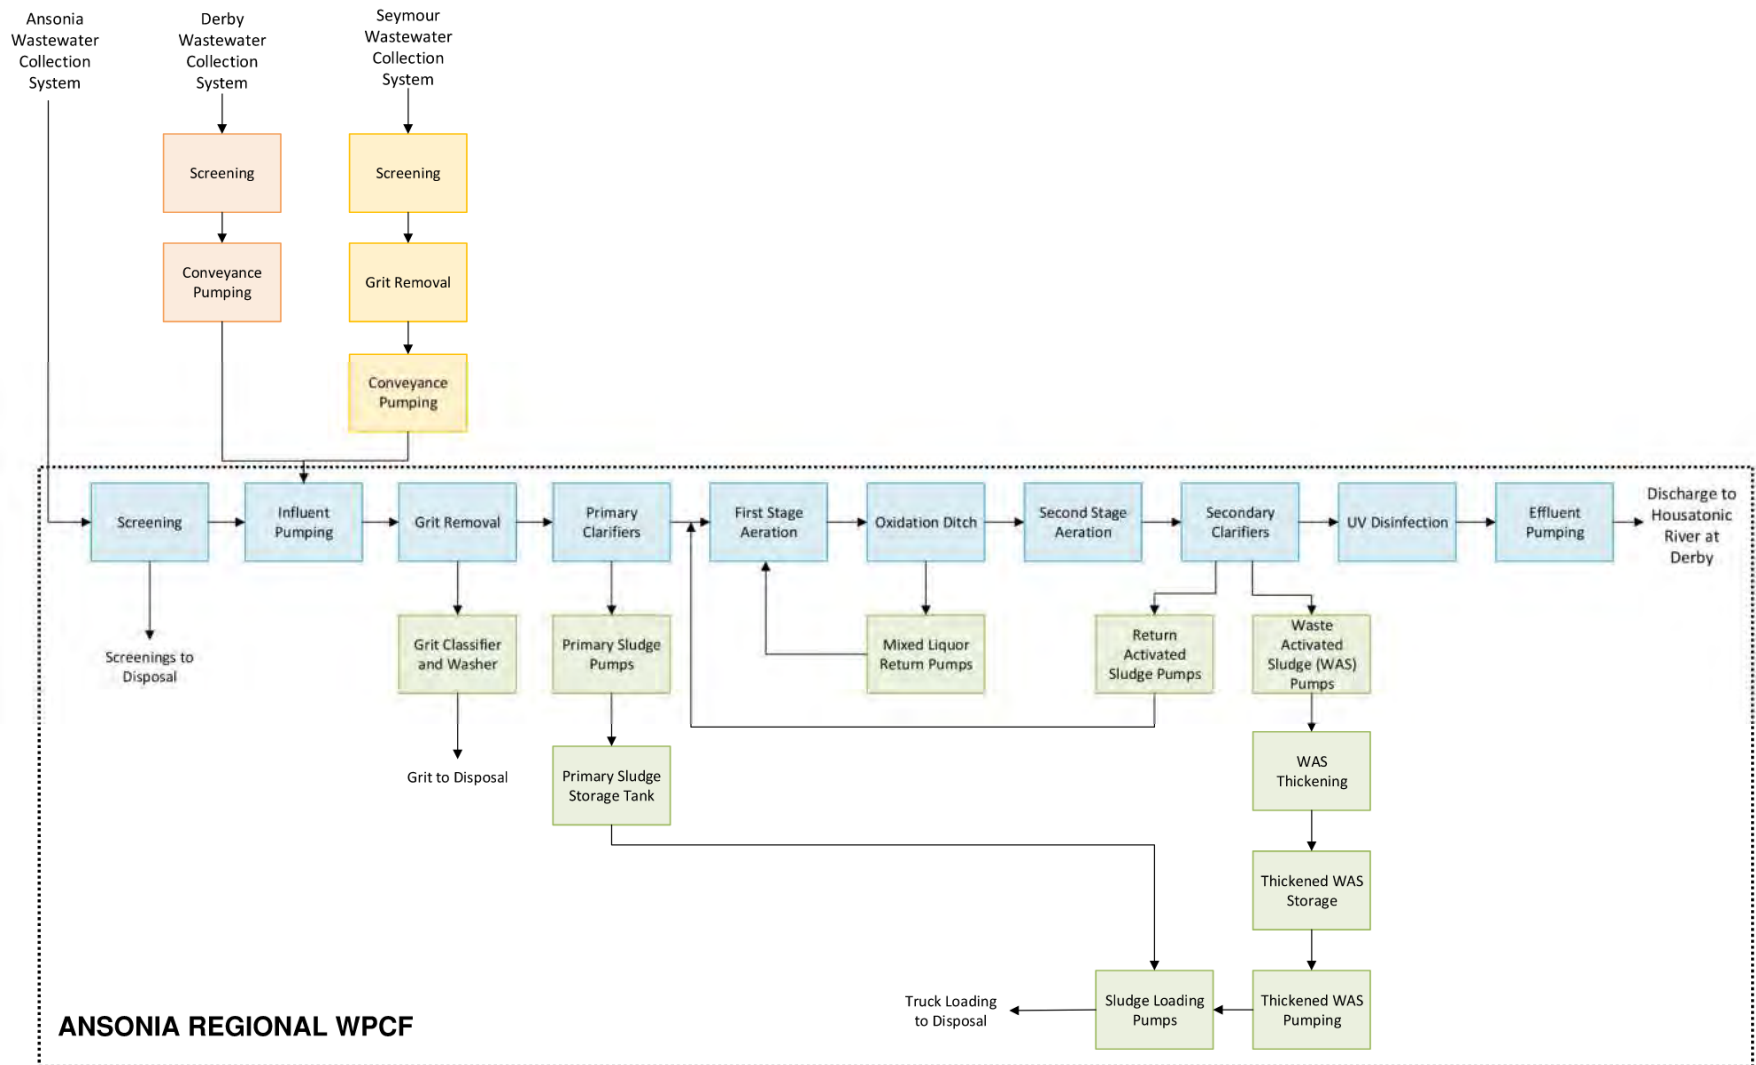 Ansonia
Wastewater
Collection
System
Derby
Wastewater
Collection
System
Seymour
Wastewater
Collection
System
Screening
Conveyance
Pumping
Screening
Grit Removal
Conveyance
Pumping
Screening
Influent
Pumping
Grit Removal
Primary
Clarifiers
First Stage
Aeration
Oxidation Ditch
Second Stage
Aeration
Secondary
Clarifiers
UV Disinfection
Effluent
Pumping
Discharge to
Housatonic
River at
Derby
Screenings to
Disposal
Grit Classifier
and Washer
Grit to Disposal
Primary Sludge
Pumps
Primary Sludge
Storage Tank
Mixed Liquor
Return Pumps
Return
Activated
Sludge Pumps
Waste
Activated
Sludge (WAS)
Pumps
WAS
Thickening
Thickened WAS
Storage
Thickened WAS
Pumping
Sludge Loading
Pumps
Truck Loading
to Disposal
ANSONIA REGIONAL WPCF